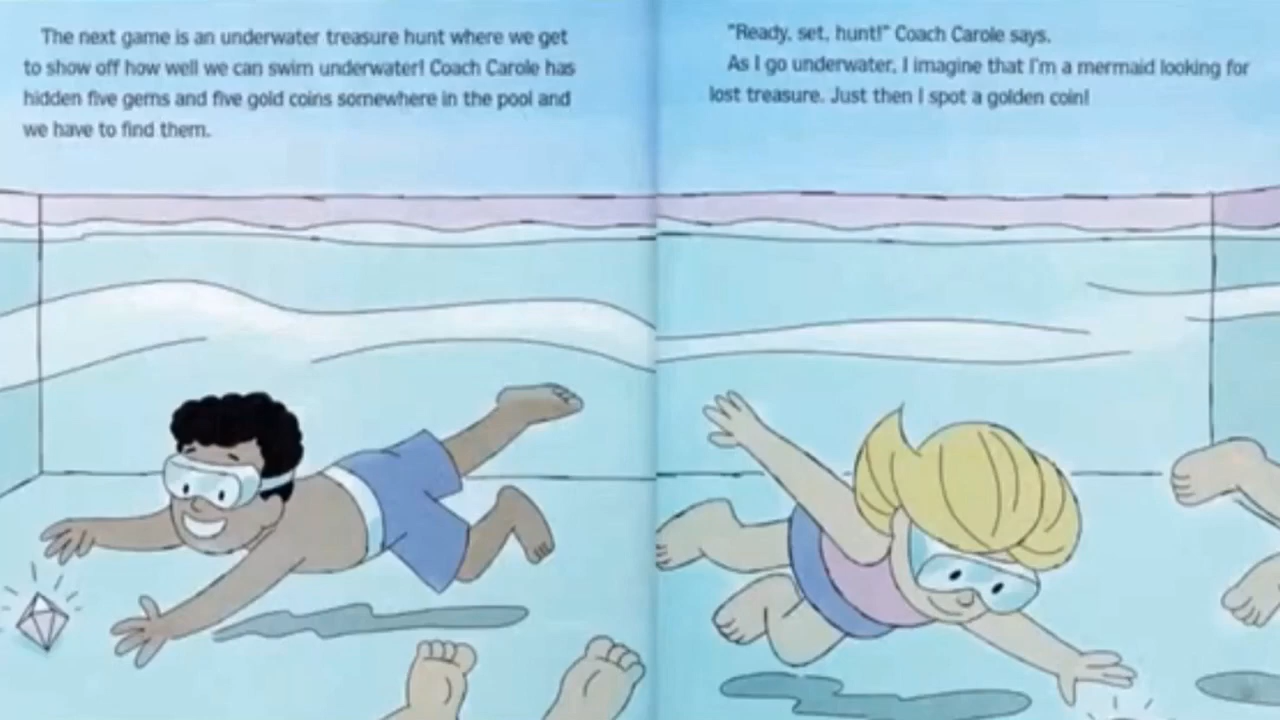 The next game is an underwater treasure hunt where we get
to show off how well we can swim underwater! Coach Carole has
hidden five gems and five gold coins somewhere in the pool and
we have to find them.
"Ready, set, hunt!" Coach Carole says.
As I go underwater, I imagine that I'm a mermaid looking for
lost treasure. Just then I spot a golden coin!